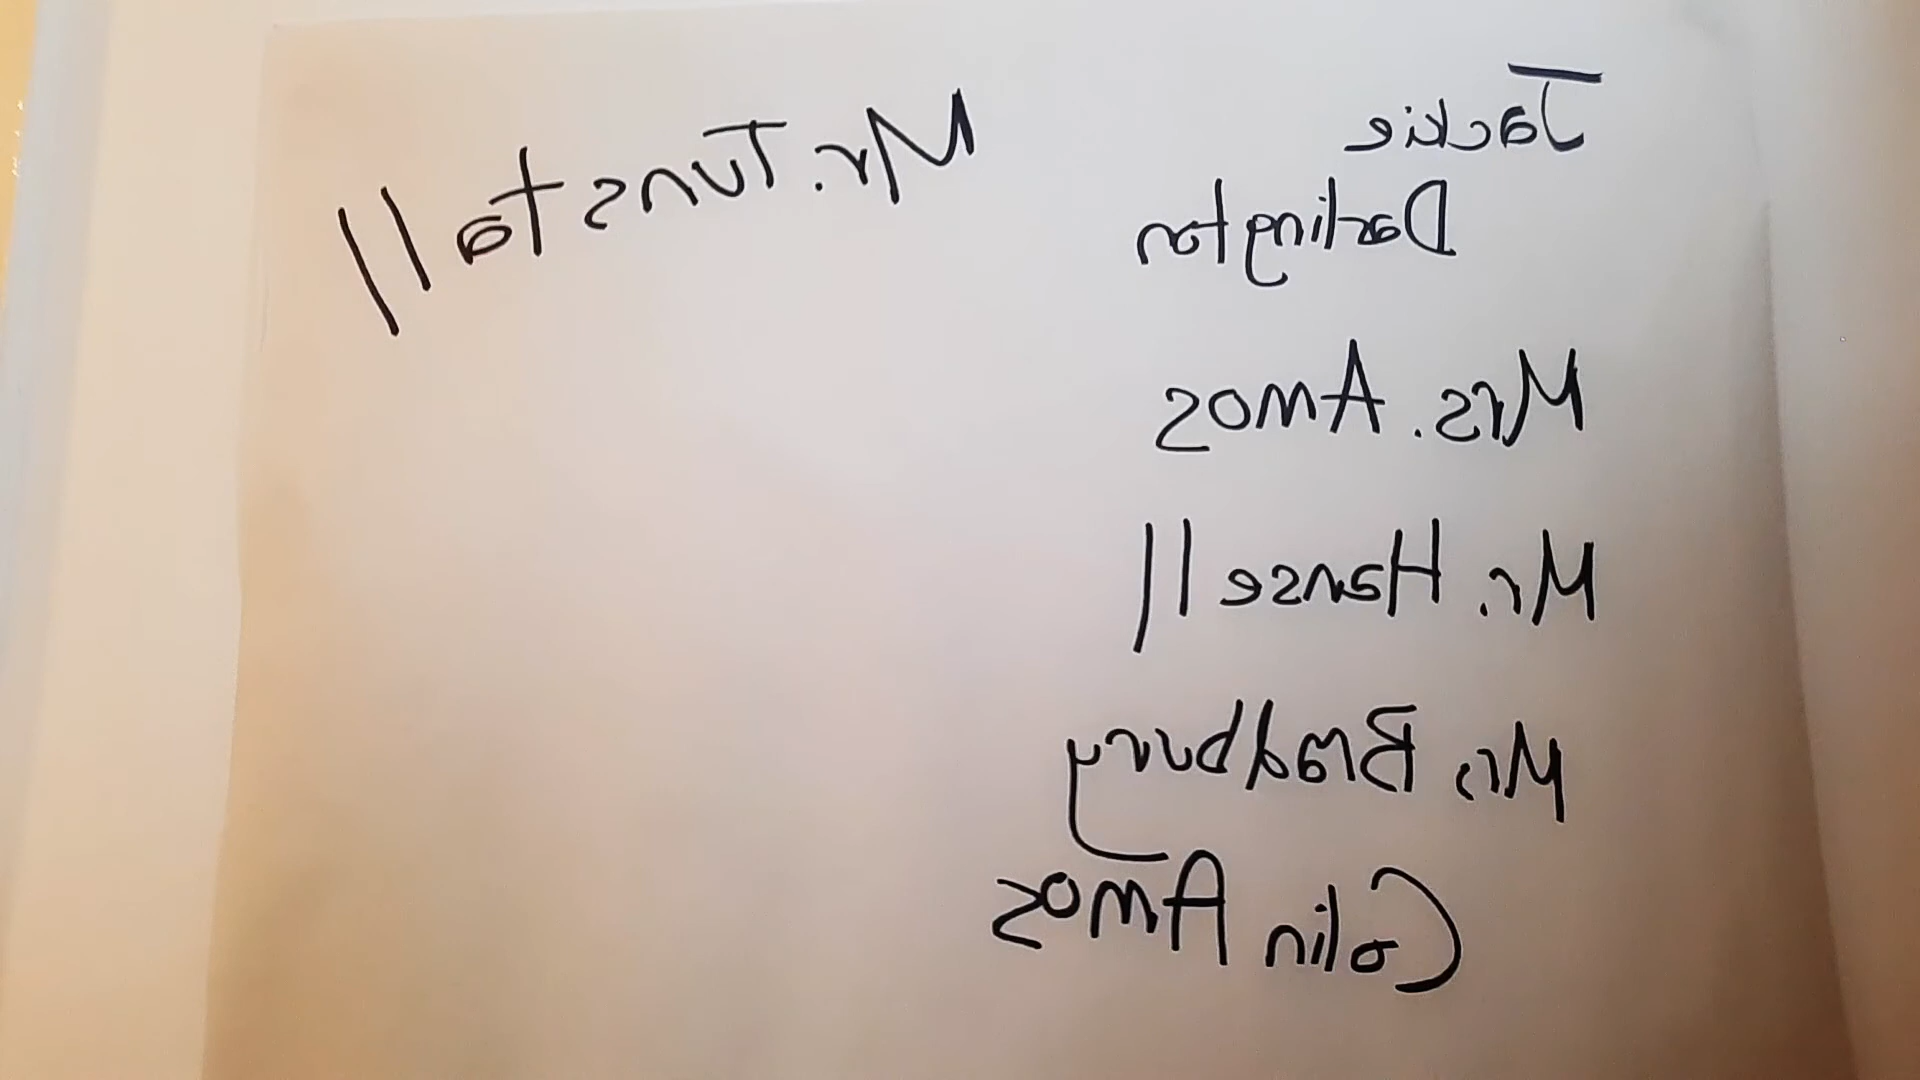 Jackie
Darlington
Mrs. Amos
Mr. Hansell
Mr. Bradbury
Colin Amos
Mr. Tunstall